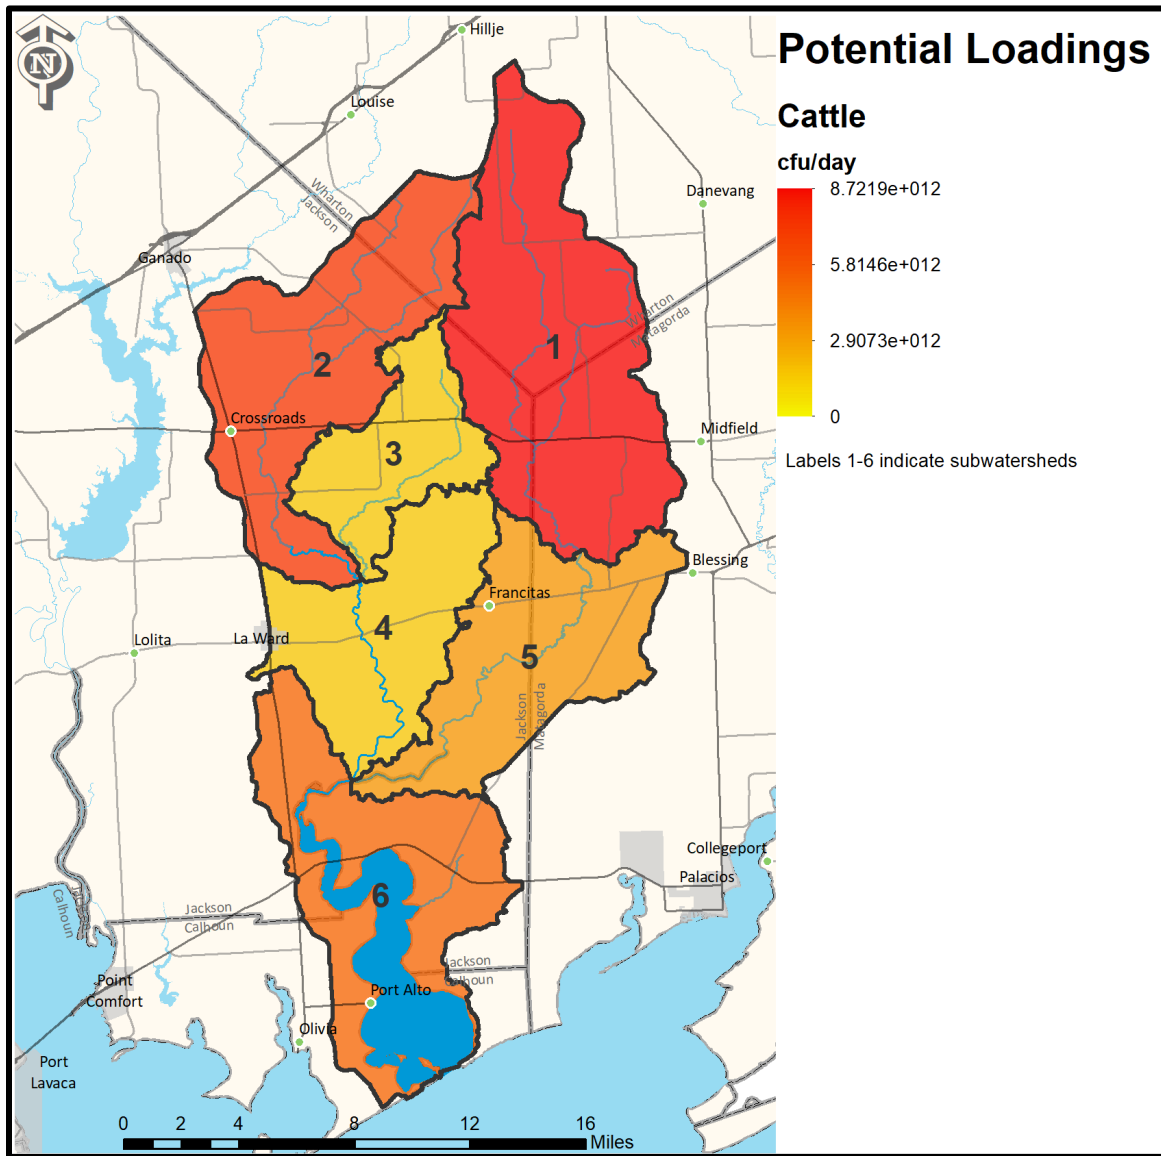 Potential Loadings
Cattle
cfu/day
8.7219e+012
5.8146e+012
2.9073e+012
0
Labels 1-6 indicate subwatersheds
N
Hillje
Louise
Danevang
Wharton
Jackson
Ganado
Wharton
Matagorda
1
2
Crossroads
Midfield
3
Blessing
Francitas
4
La Ward
Lolita
5
Jackson
Matagorda
Collegeport
Palacios
6
Calhoun
Jackson
Calhoun
Jackson
Calhoun
Point
Comfort
Port Alto
Olivia
Port
Lavaca
0 2 4 8 12 16
Miles